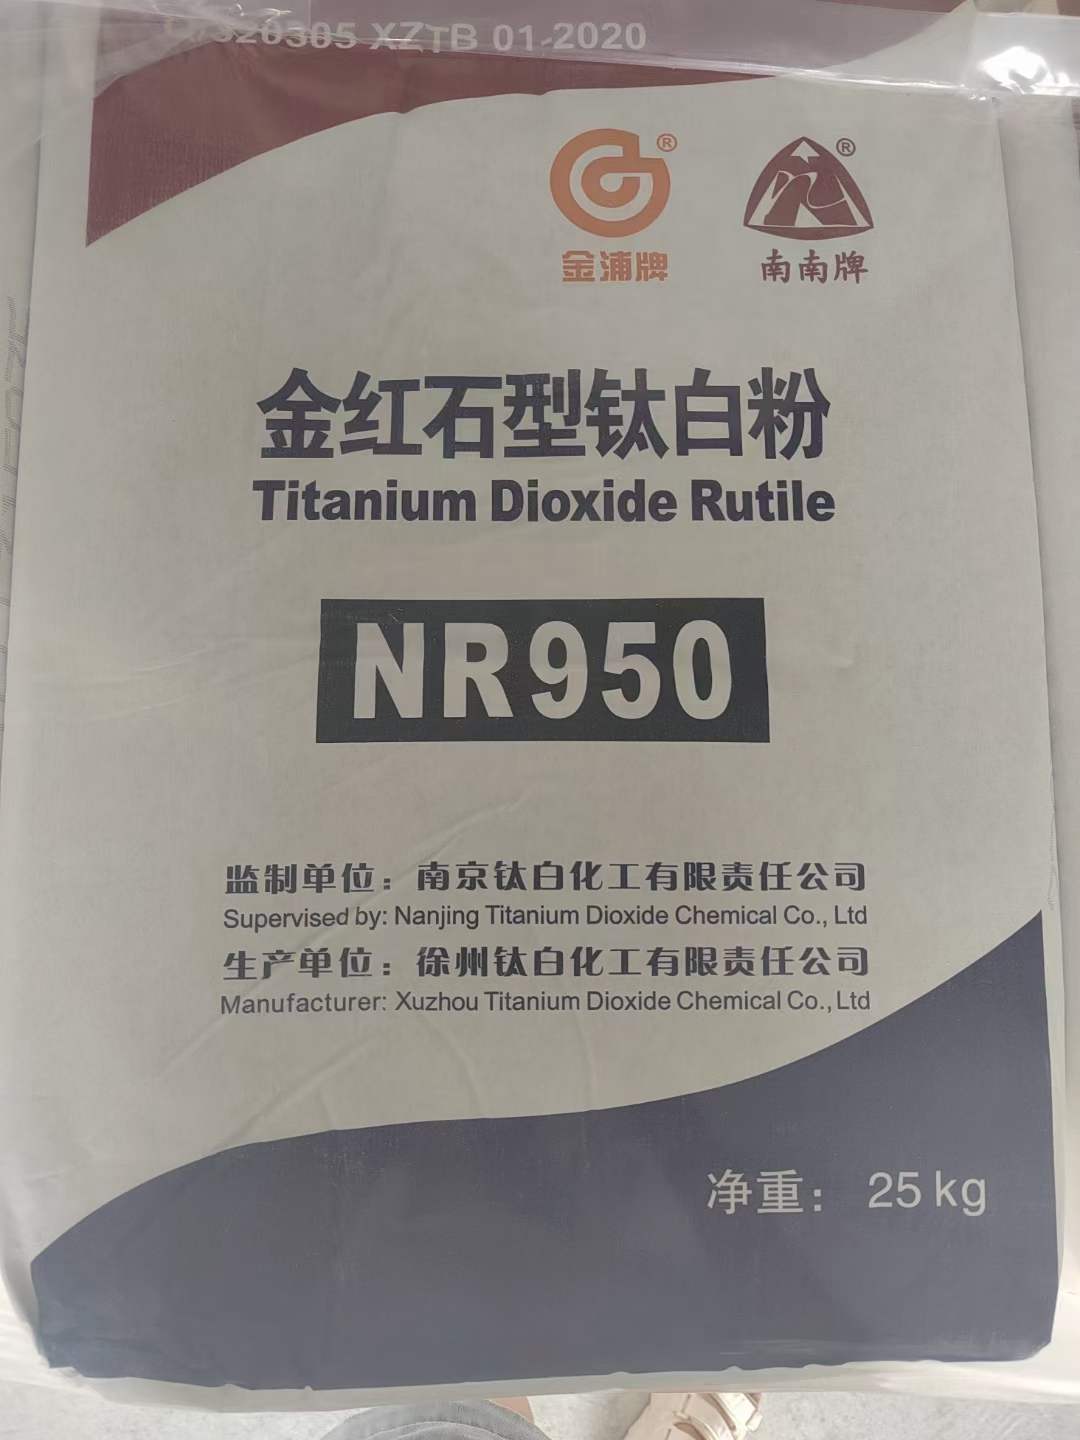 320305 XZTB 01-2020
®
金浦牌
®
南南牌
金红石型钛白粉
Titanium Dioxide Rutile
NR950
监制单位：南京钛白化工有限责任公司
Supervised by: Nanjing Titanium Dioxide Chemical Co., Ltd
生产单位：徐州钛白化工有限责任公司
Manufacturer: Xuzhou Titanium Dioxide Chemical Co., Ltd
净重： 25 kg